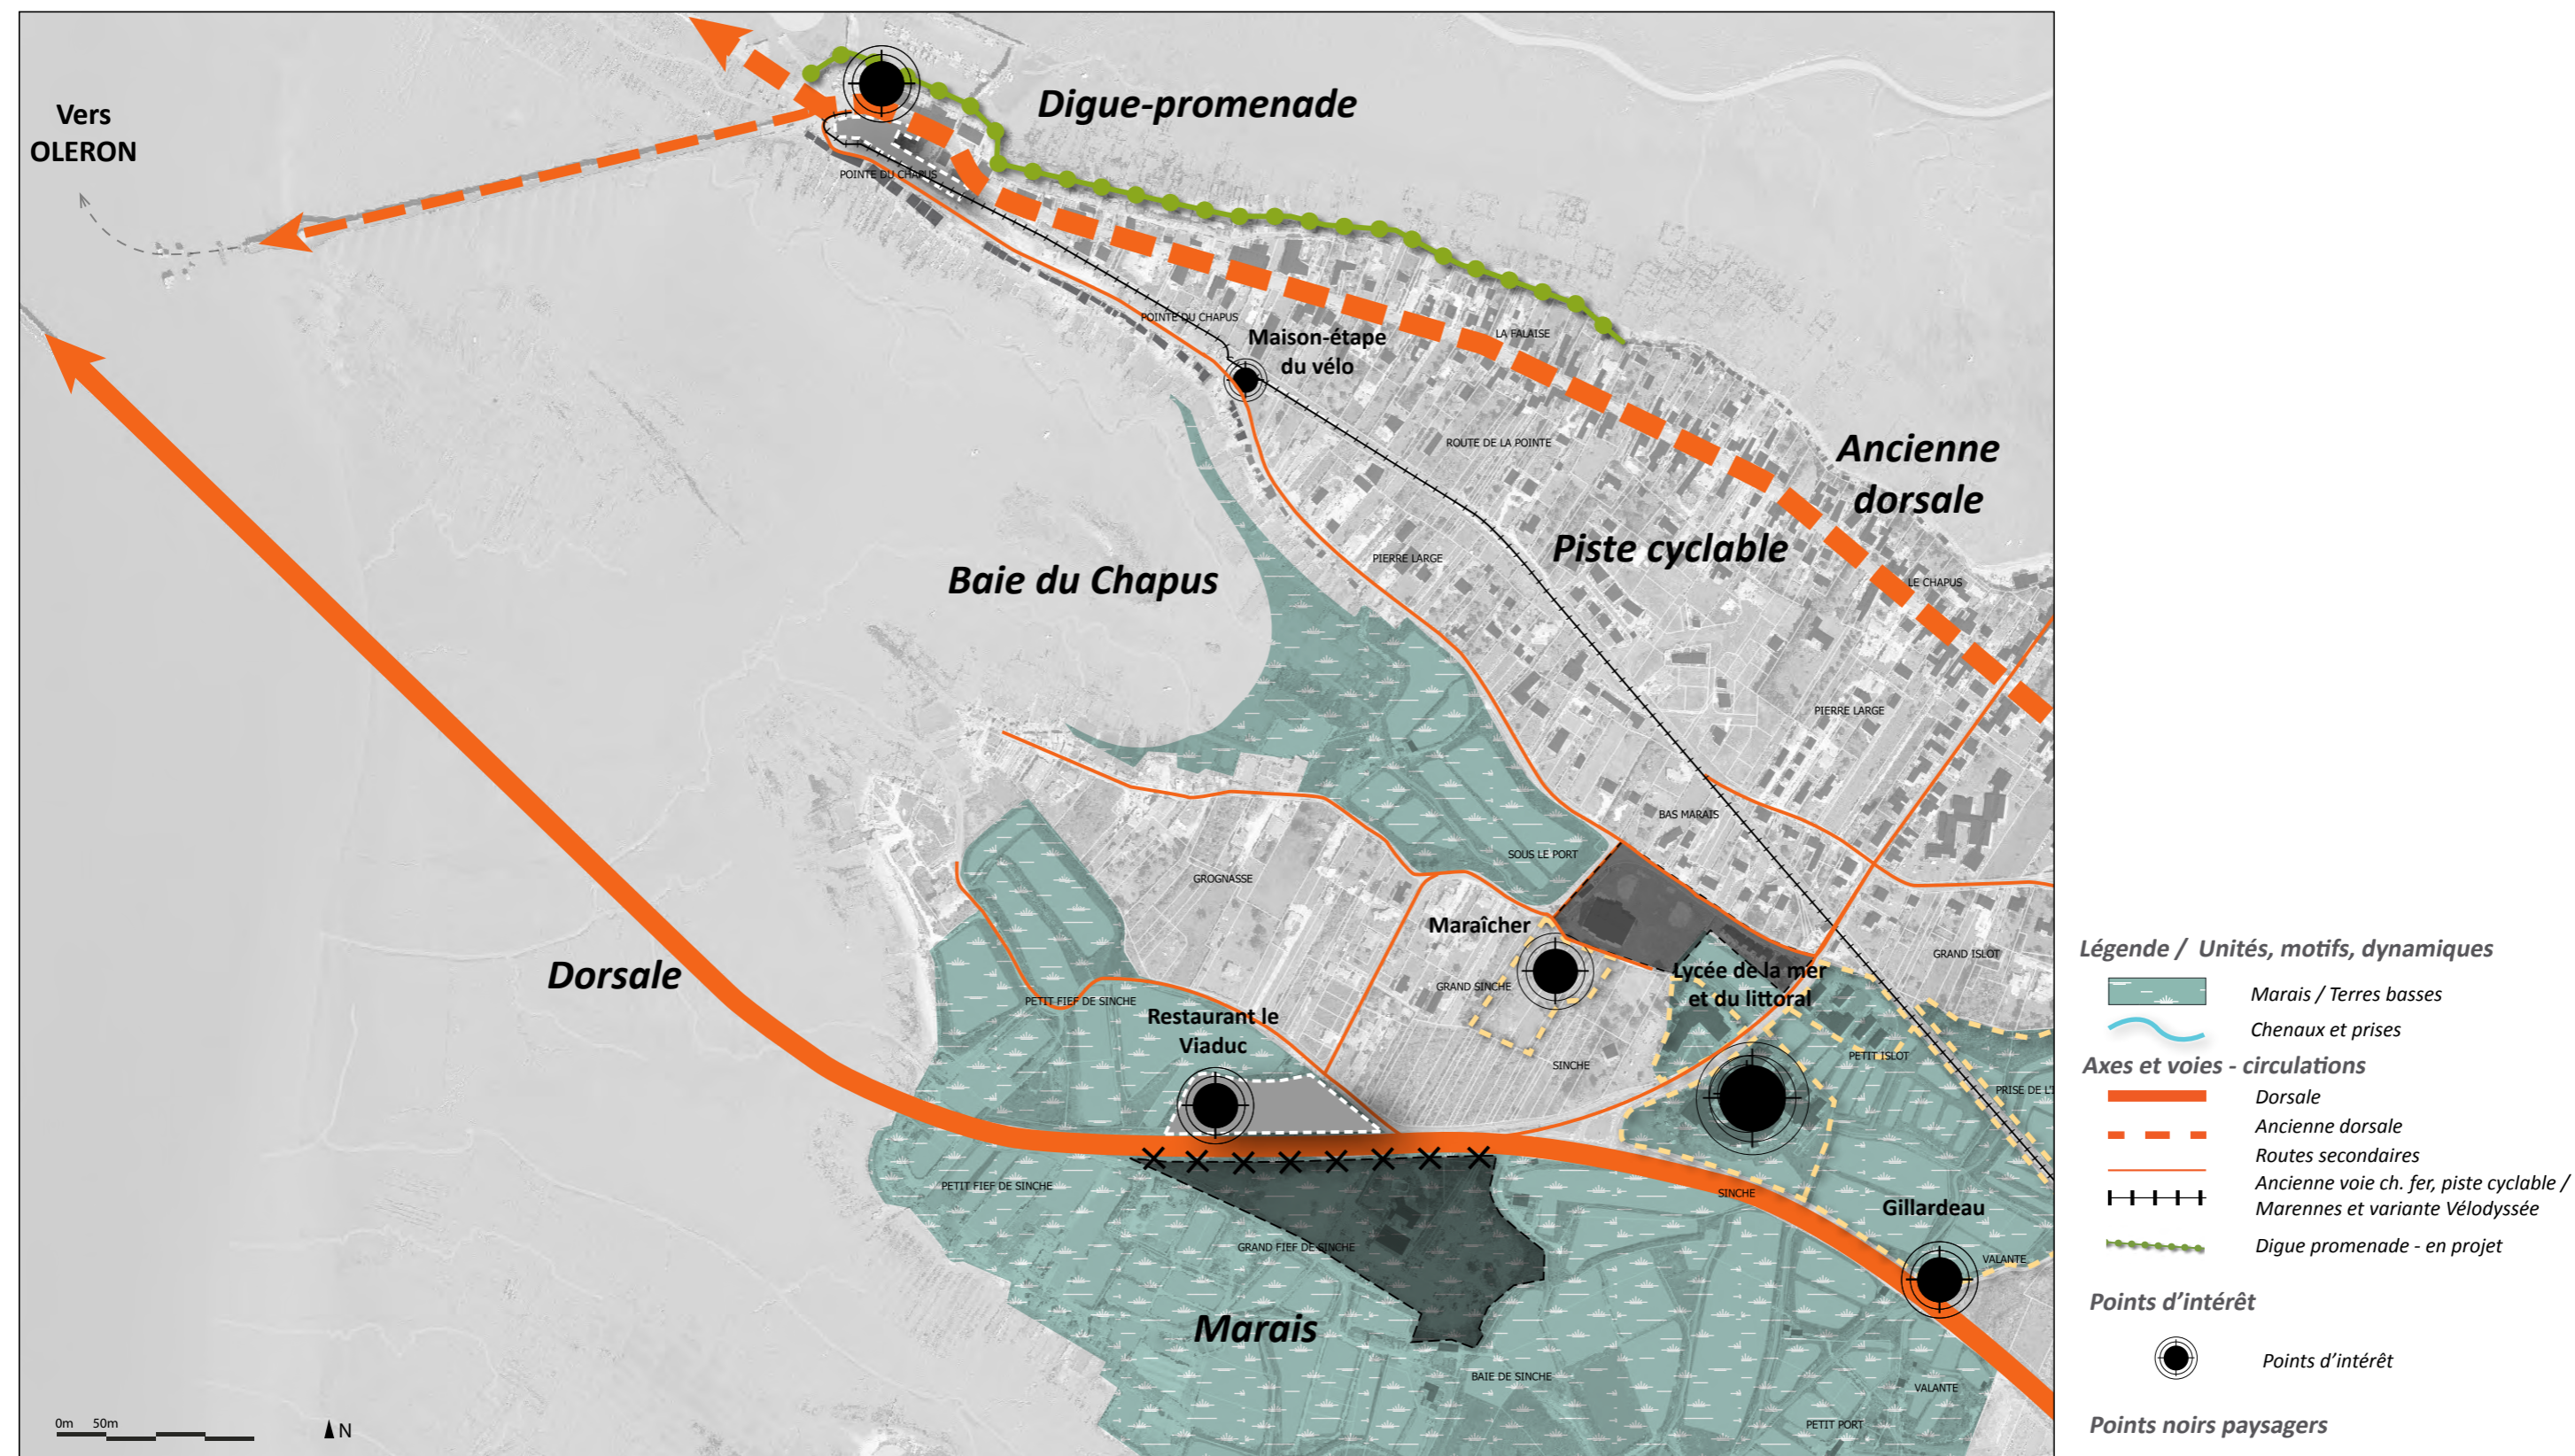 Digue-promenade
Vers
OLERON
POINTE DU CHAPUS
POINTE DU CHAPUS
Maison-étape
du vélo
LA FALAISE
ROUTE DE LA POINTE
Ancienne
dorsale
Piste cyclable
PIERRE LARGE
Baie du Chapus
LE CHAPUS
PIERRE LARGE
BAS MARAIS
SOUS LE PORT
GROGNASSE
Maraîcher
GRAND ISLOT
Dorsale
Lycée de la mer
et du littoral
GRAND SINCHE
PETIT FIEF DE SINCHE
Restaurant le
Viaduc
SINCHE
PETIT ISLOT
PRISE DE L'I
PETIT FIEF DE SINCHE
SINCHE
Gillardeau
GRAND FIEF DE SINCHE
VALANTE
Marais
BAIE DE SINCHE
VALANTE
PETIT PORT
0m 50m
N
Légende / Unités, motifs, dynamiques
Marais / Terres basses
Chenaux et prises
Axes et voies - circulations
Dorsale
Ancienne dorsale
Routes secondaires
Ancienne voie ch. fer, piste cyclable /
Marennes et variante Vélodyssée
Digue promenade - en projet
Points d'intérêt
Points d'intérêt
Points noirs paysagers